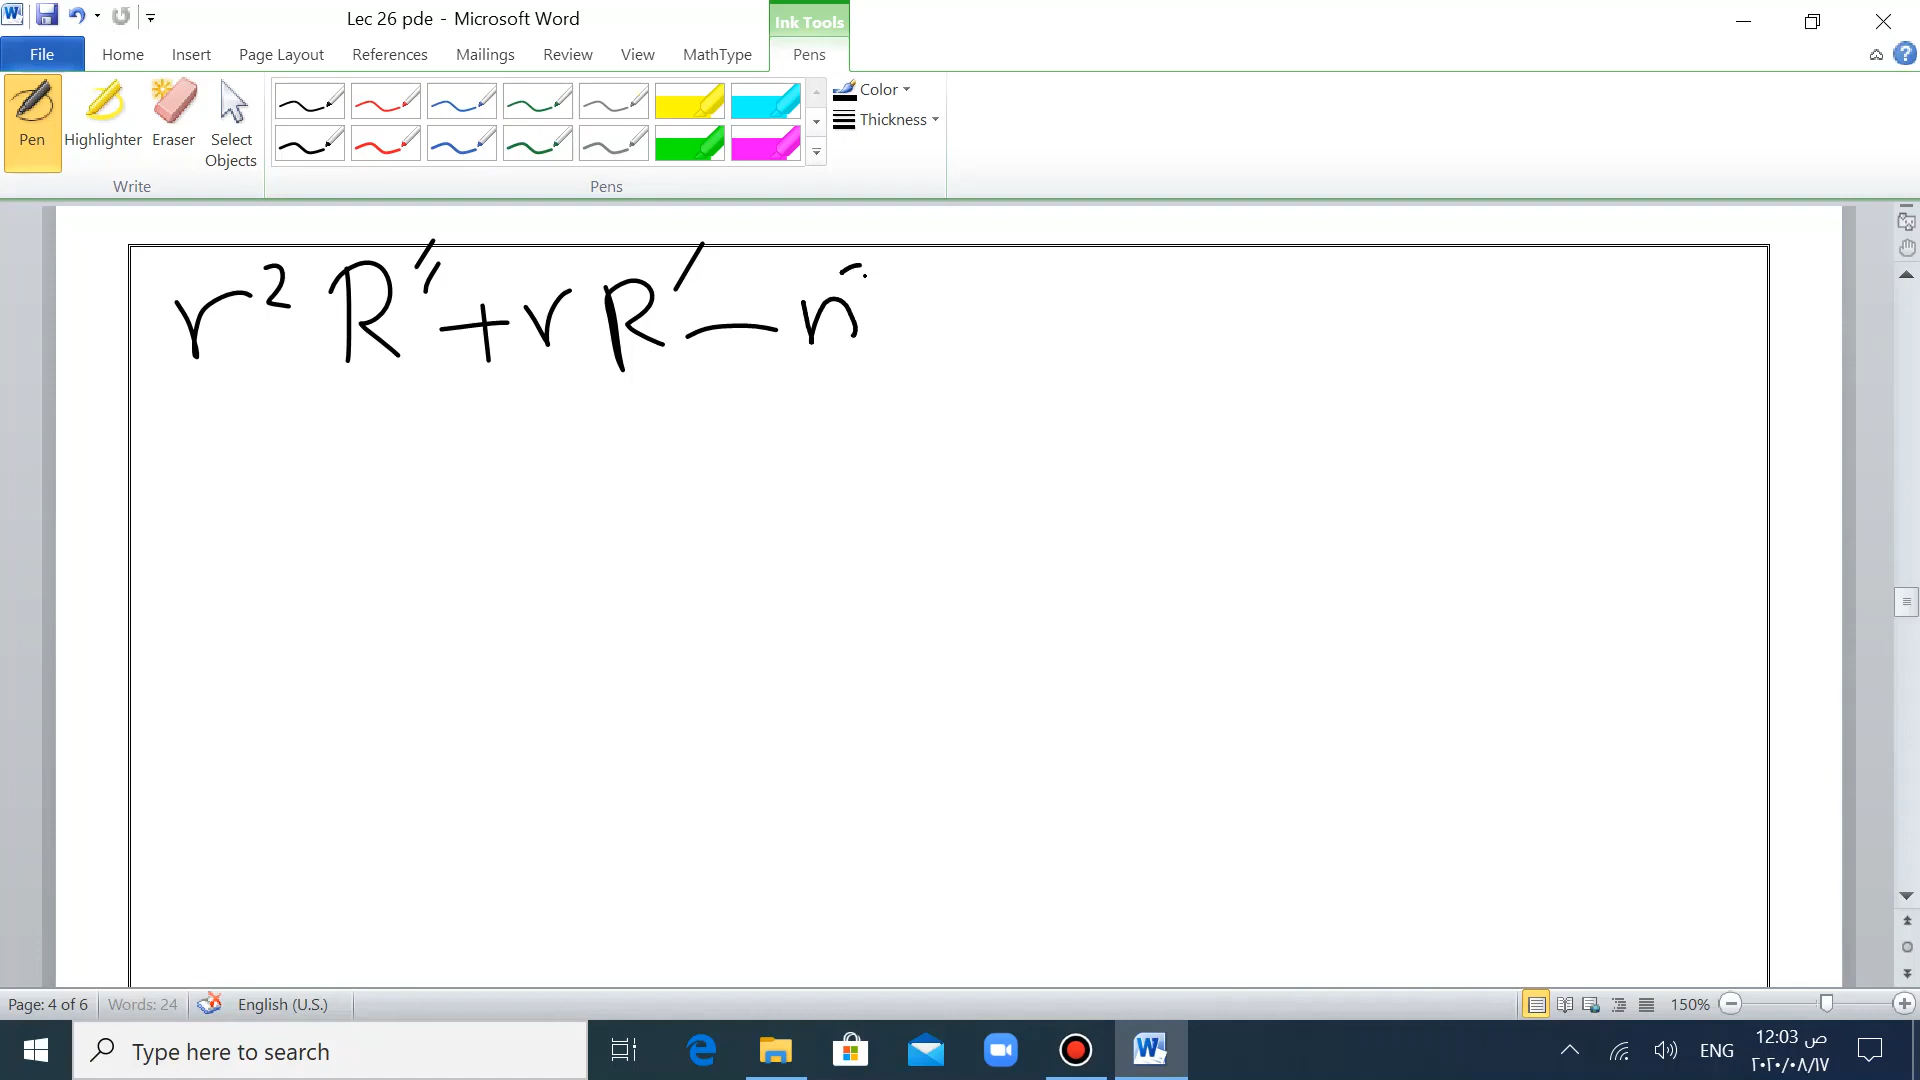 Lec 26 pde - Microsoft Word
Ink Tools
File Home Insert Page Layout References Mailings Review View MathType Pens
Pen Highlighter Eraser Select Objects
Color
Thickness
Write Pens
r² R″ + r R′ — n
Page: 4 of 6 Words: 24 English (U.S.) 150%
Type here to search
ENG
12:03 ص
٢٠٢٠/٠٨/١٧